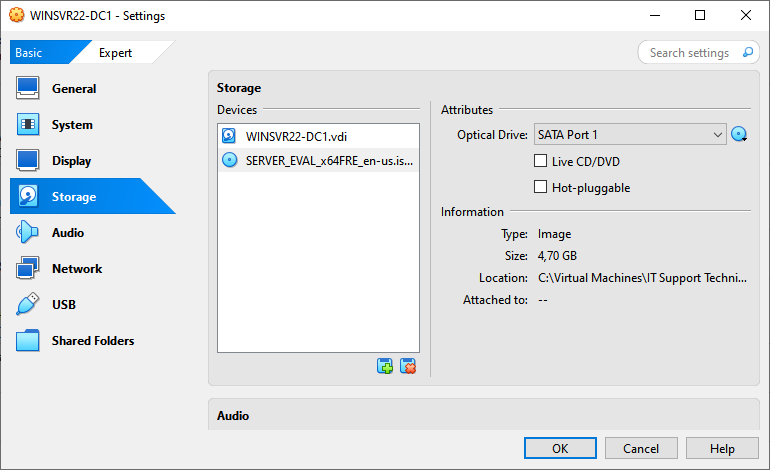 WINSVR22-DC1 - Settings
Basic
Expert
Search settings
General
System
Display
Storage
Audio
Network
USB
Shared Folders
Storage
Devices
WINSVR22-DC1.vdi
SERVER_EVAL_x64FRE_en-us.is...
Attributes
Optical Drive: SATA Port 1
Live CD/DVD
Hot-pluggable
Information
Type: Image
Size: 4,70 GB
Location: C:\Virtual Machines\IT Support Techni...
Attached to: --
Audio
OK
Cancel
Help